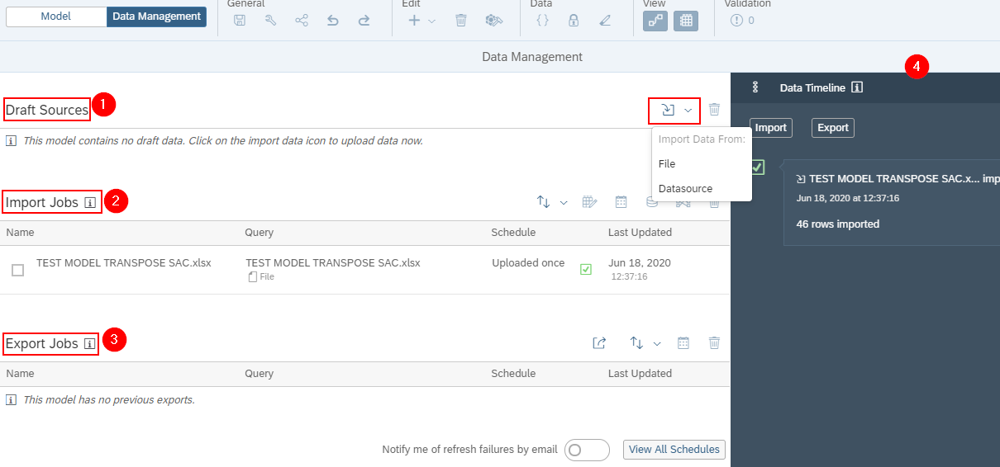 General
Edit
Data
View
Validation
Model
Data Management
0
Data Management
4
Draft Sources
1
Data Timeline
This model contains no draft data. Click on the import data icon to upload data now.
Import Data From:
File
Datasource
Import
Export
TEST MODEL TRANSPOSE SAC.x... imp
Jun 18, 2020 at 12:37:16
46 rows imported
Import Jobs
2
Name Query Schedule Last Updated
TEST MODEL TRANSPOSE SAC.xlsx TEST MODEL TRANSPOSE SAC.xlsx Uploaded once Jun 18, 2020
File 12:37:16
Export Jobs
3
Name Query Schedule Last Updated
This model has no previous exports.
Notify me of refresh failures by email
View All Schedules